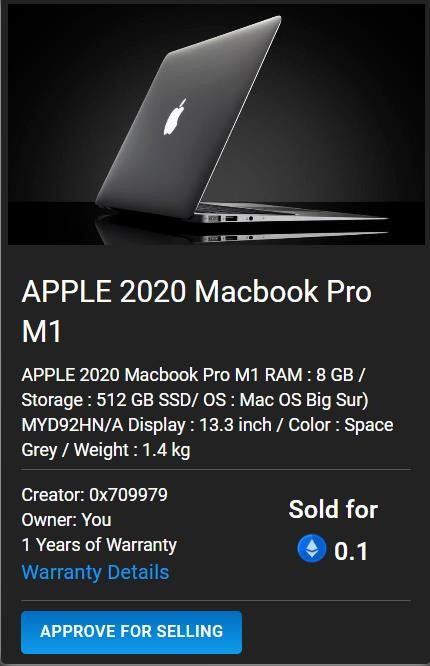 APPLE 2020 Macbook Pro
M1
APPLE 2020 Macbook Pro M1 RAM : 8 GB /
Storage : 512 GB SSD/ OS : Mac OS Big Sur)
MYD92HN/A Display : 13.3 inch / Color : Space
Grey / Weight : 1.4 kg
Creator: 0x709979
Owner: You
1 Years of Warranty
Warranty Details
Sold for
0.1
APPROVE FOR SELLING